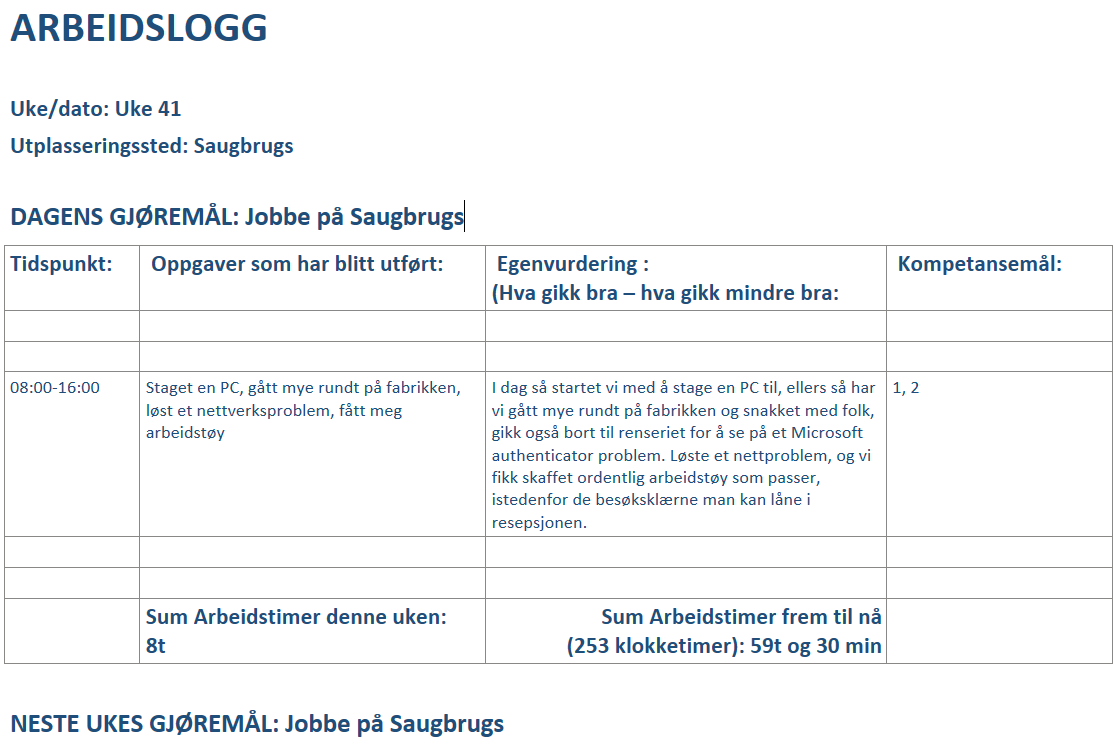 ARBEIDSLOGG
Uke/dato: Uke 41
Utplasseringssted: Saugbrugs
DAGENS GJØREMÅL: Jobbe på Saugbrugs
Tidspunkt:
Oppgaver som har blitt utført:
Egenvurdering :
(Hva gikk bra – hva gikk mindre bra:
Kompetansemål:
08:00-16:00
Staget en PC, gått mye rundt på fabrikken,
løst et nettverksproblem, fått meg
arbeidstøy
I dag så startet vi med å stage en PC til, ellers så har
vi gått mye rundt på fabrikken og snakket med folk,
gikk også bort til renseriet for å se på et Microsoft
authenticator problem. Løste et nettproblem, og vi
fikk skaffet ordentlig arbeidstøy som passer,
istedenfor de besøksklærne man kan låne i
resepsjonen.
1, 2
Sum Arbeidstimer denne uken:
8t
Sum Arbeidstimer frem til nå
(253 klokketimer): 59t og 30 min
NESTE UKES GJØREMÅL: Jobbe på Saugbrugs